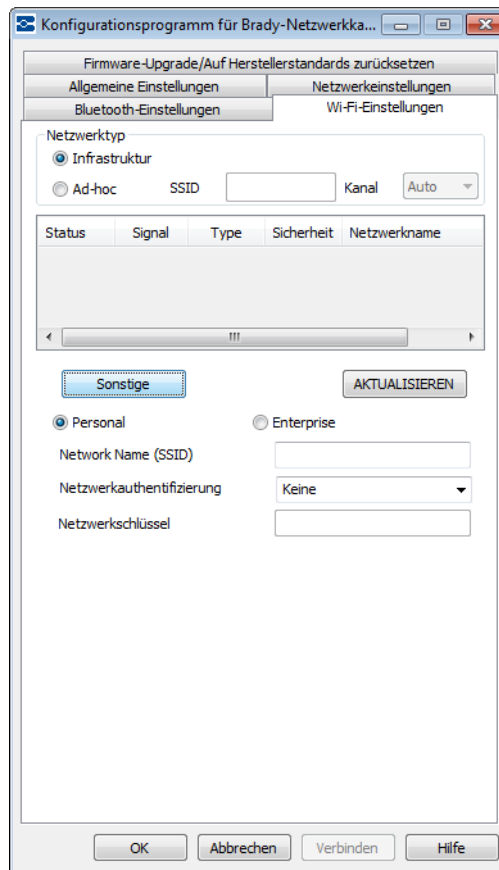 Konfigurationsprogramm für Brady-Netzwerkka...
Firmware-Upgrade/Auf Herstellerstandards zurücksetzen
Allgemeine Einstellungen Netzwerkeinstellungen
Bluetooth-Einstellungen Wi-Fi-Einstellungen
Netzwerktyp
Infrastruktur
Ad-hoc SSID Kanal Auto
Status Signal Type Sicherheit Netzwerkname
Sonstige AKTUALISIEREN
Personal Enterprise
Network Name (SSID)
Netzwerkauthentifizierung Keine
Netzwerkschlüssel
OK Abbrechen Verbinden Hilfe